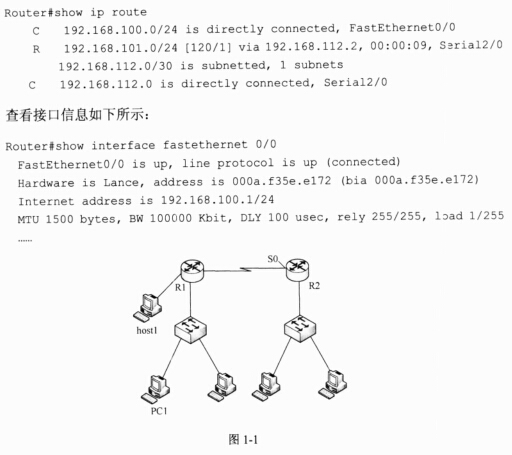 Router#show ip route
C 192.168.100.0/24 is directly connected, FastEthernet0/0
R 192.168.101.0/24 [120/1] via 192.168.112.2, 00:00:09, Serial2/0
192.168.112.0/30 is subnetted, 1 subnets
C 192.168.112.0 is directly connected, Serial2/0
查看接口信息如下所示：
Router#show interface fastethernet 0/0
FastEthernet0/0 is up, line protocol is up (connected)
Hardware is Lance, address is 000a.f35e.e172 (bia 000a.f35e.e172)
Internet address is 192.168.100.1/24
MTU 1500 bytes, BW 100000 Kbit, DLY 100 usec, rely 255/255, load 1/255
……
S0
R1
R2
host1
PC1
图 1-1